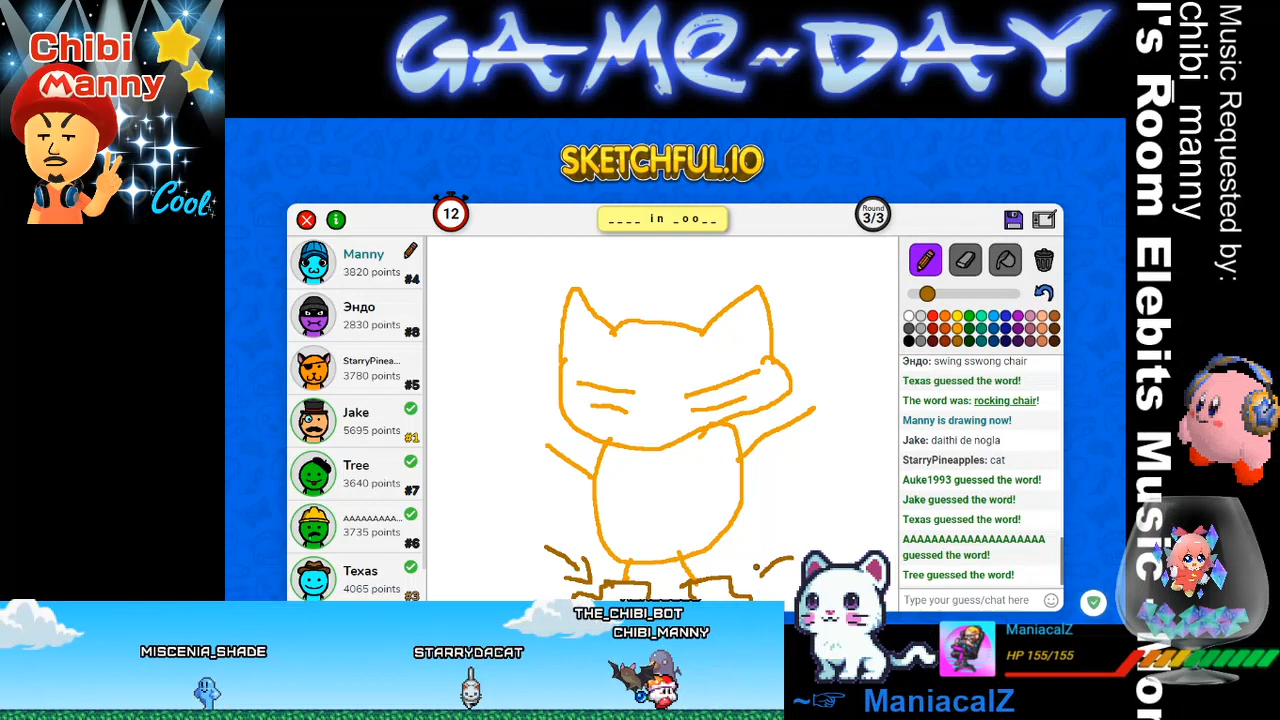 Chibi
Manny
Cool
GAME~DAY
SKETCHFUL.IO
12
____ in _oo__
Round
3/3
Manny
3820 points
#4
Эндо
2830 points
#8
StarryPinea...
3780 points
#5
Jake
5695 points
#1
Tree
3640 points
#7
AAAAAAAAA...
3735 points
#6
Texas
4065 points
#3
Эндо: swing sswong chair
Texas guessed the word!
The word was: rocking chair!
Manny is drawing now!
Jake: daithi de nogla
StarryPineapples: cat
Auke1993 guessed the word!
Jake guessed the word!
Texas guessed the word!
AAAAAAAAAAAAAAAAAAAA
guessed the word!
Tree guessed the word!
Type your guess/chat here
Music Requested by:
chibi_manny
l's Room Elebits Music
MISCENIA_SHADE
STARRYDACAT
THE_CHIBI_BOT
CHIBI_MANNY
ManiacalZ
HP 155/155
~☞ ManiacalZ